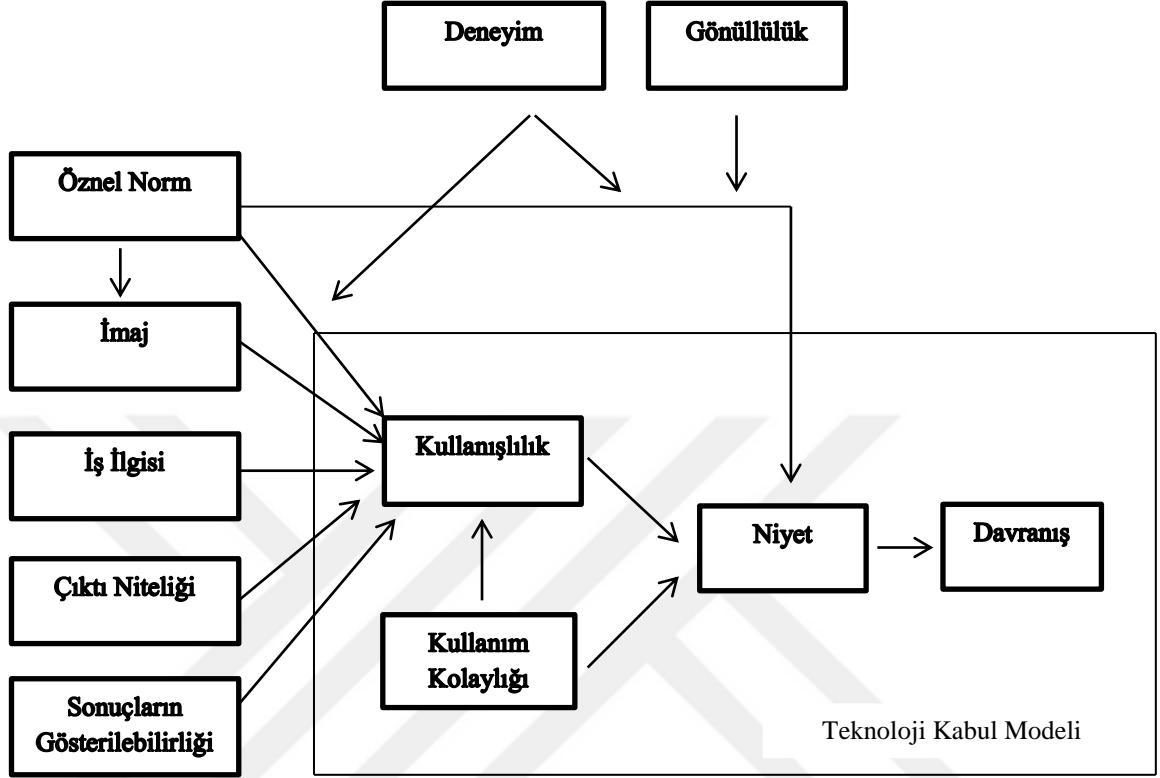 Deneyim
Gönüllülük
Öznel Norm
İmaj
İş İlgisi
Çıktı Niteliği
Sonuçların
Gösterilebilirliği
Kullanışlılık
Kullanım
Kolaylığı
Niyet
Davranış
Teknoloji Kabul Modeli